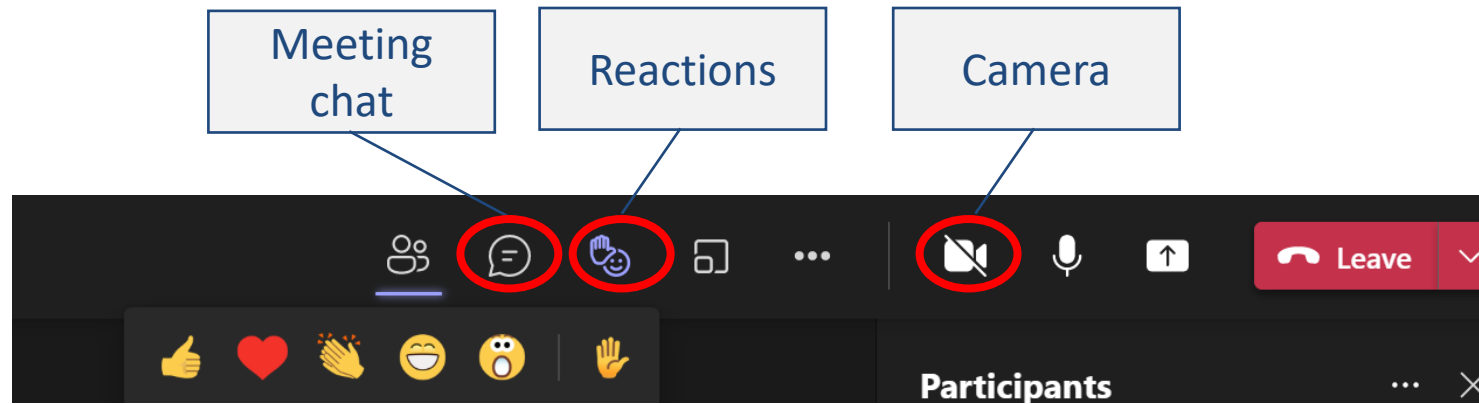 Meeting
chat
Reactions
Camera
Leave
Participants